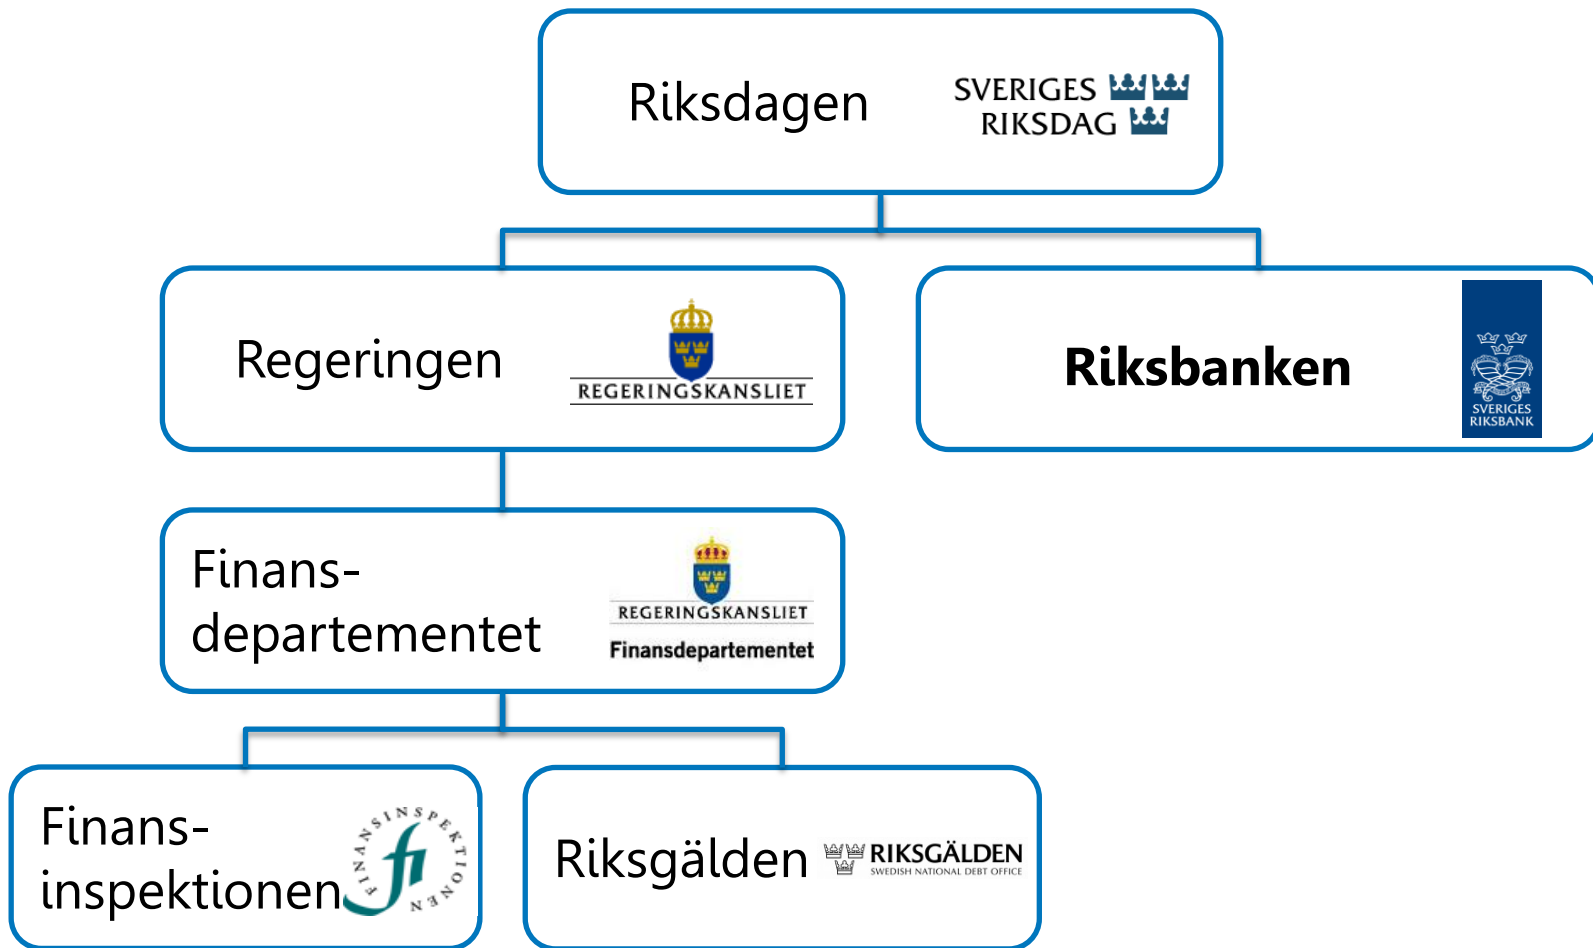 Riksdagen
SVERIGES
RIKSDAG
Regeringen
REGERINGSKANSLIET
Riksbanken
SVERIGES
RIKSBANK
Finans-
departementet
REGERINGSKANSLIET
Finansdepartementet
Finans-
inspektionen
FINANSINSPEKTIONEN
fi
Riksgälden
RIKSGÄLDEN
SWEDISH NATIONAL DEBT OFFICE